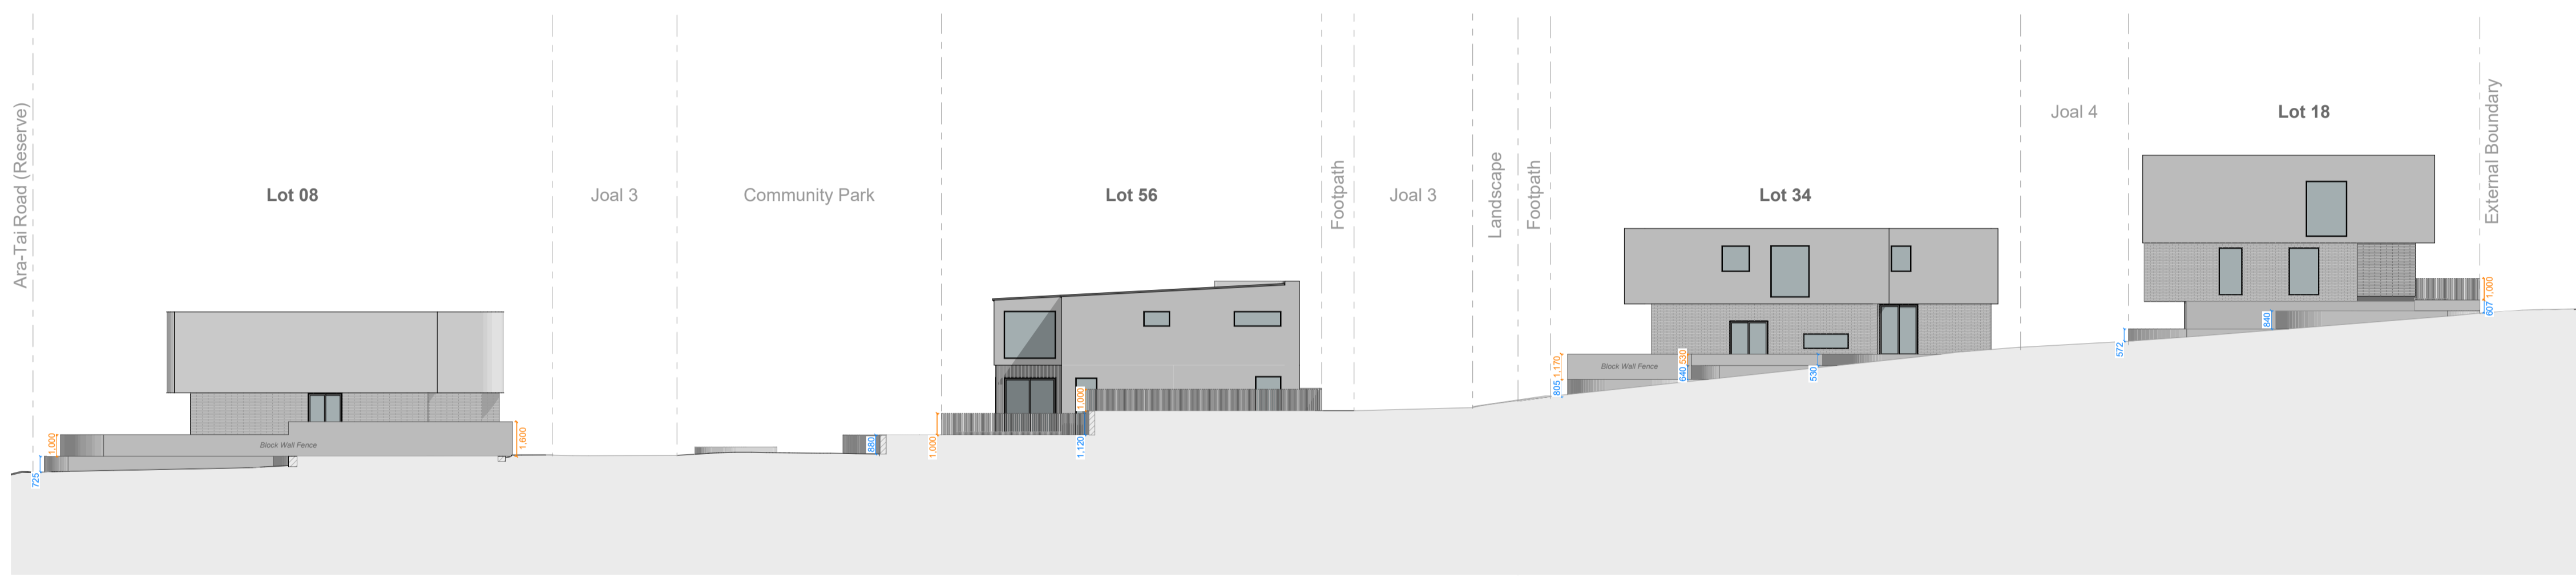 Ara-Tai Road (Reserve)
Lot 08
Joal 3
Community Park
Lot 56
Footpath
Joal 3
Landscape
Footpath
Lot 34
Joal 4
Lot 18
External Boundary
725
1,000
Block Wall Fence
1,600
880
1,000
1,120
1,000
805
1,170
Block Wall Fence
640
530
530
572
840
607
1,000